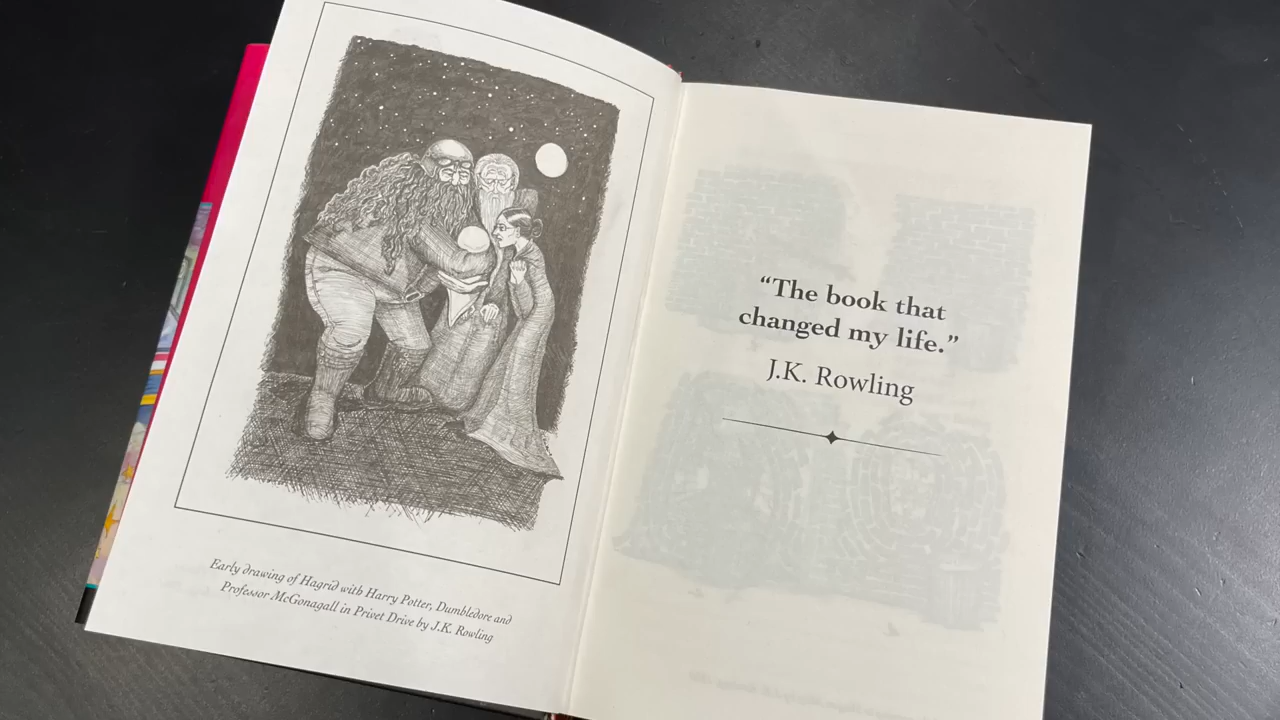 Early drawing of Hagrid with Harry Potter, Dumbledore and
Professor McGonagall in Privet Drive by J.K. Rowling
“The book that
changed my life.”
J.K. Rowling